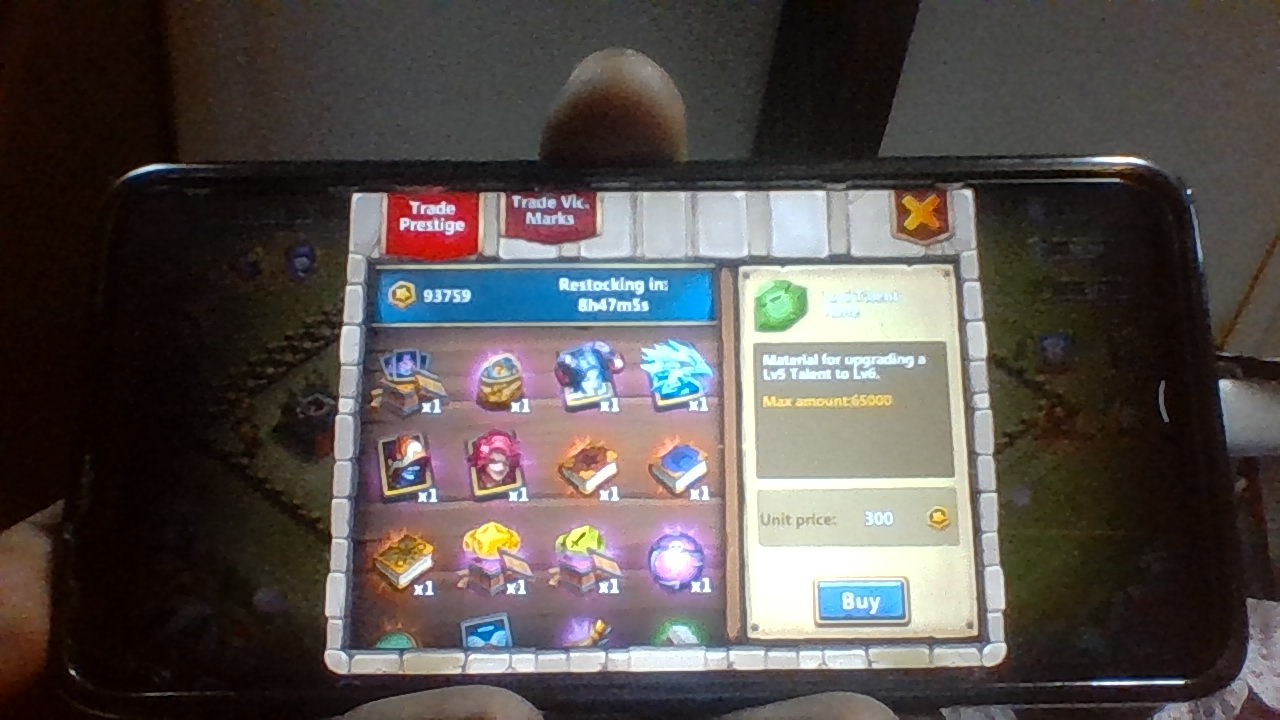 Trade
Prestige
Trade Vic.
Marks
93759
Restocking in:
8h47m5s
x1
x1
x1
x1
x1
x1
x1
x1
x1
x1
x1
x1
Material for upgrading a
Lv5 Talent to Lv6.
Max amount:65000
Unit price: 300
Buy